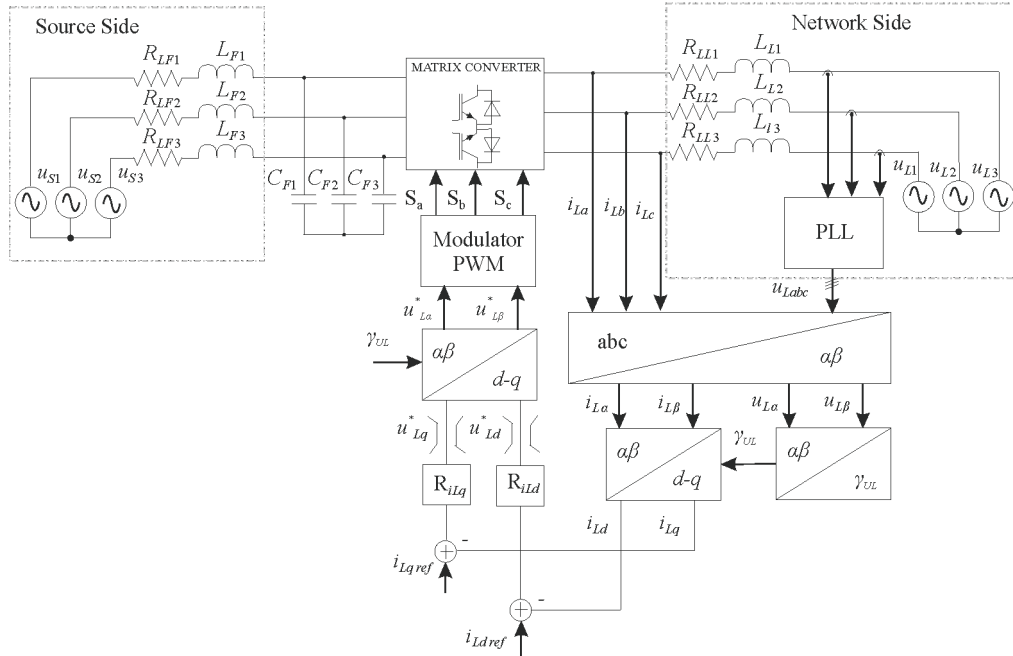 Source Side
Network Side
R_LF1 L_F1
R_LF2 L_F2
R_LF3 L_F3
u_S1 u_S2 u_S3
C_F1 C_F2 C_F3
MATRIX CONVERTER
S_a S_b S_c
Modulator
PWM
R_LL1 L_L1
R_LL2 L_L2
R_LL3 L_l3
u_L1 u_L2 u_L3
i_La i_Lb i_Lc
PLL
u_Labc
abc
αβ
u*_Lα u*_Lβ
γ_UL
αβ
d-q
u*_Lq u*_Ld
R_iLq R_iLd
i_Lα i_Lβ u_Lα u_Lβ
αβ
d-q
γ_UL
αβ
γ_UL
i_Ld i_Lq
-
i_Lq ref
-
i_Ld ref